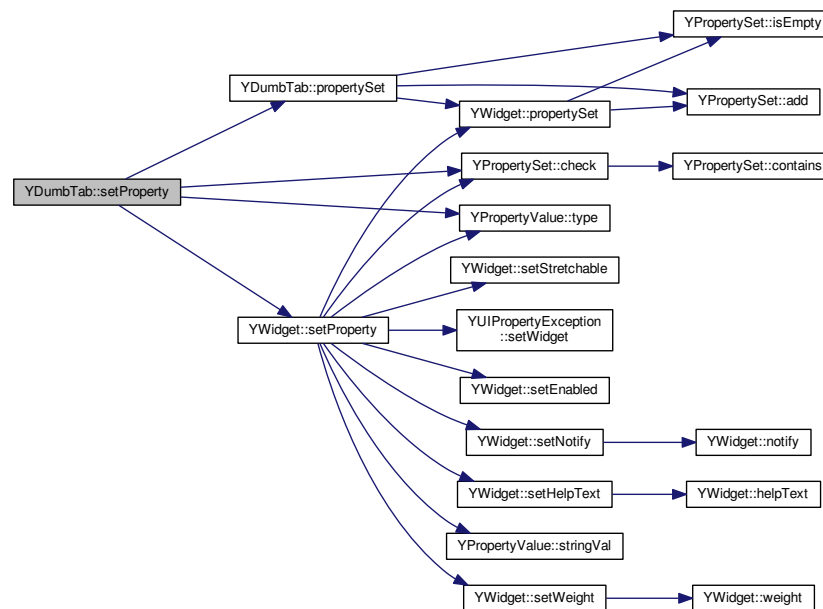 YPropertySet::isEmpty
YDumbTab::propertySet
YPropertySet::add
YWidget::propertySet
YPropertySet::check
YPropertySet::contains
YDumbTab::setProperty
YPropertyValue::type
YWidget::setStretchable
YWidget::setProperty
YUIPropertyException
::setWidget
YWidget::setEnabled
YWidget::setNotify
YWidget::notify
YWidget::setHelpText
YWidget::helpText
YPropertyValue::stringVal
YWidget::setWeight
YWidget::weight